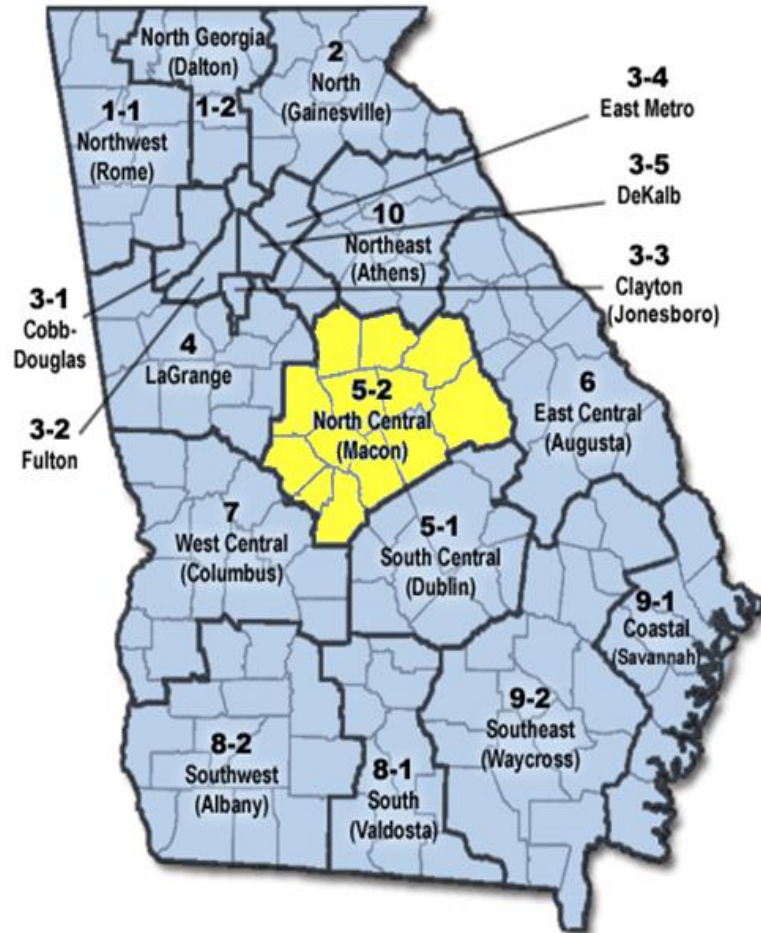 North Georgia
(Dalton)
1-2
2
North
(Gainesville)
1-1
Northwest
(Rome)
3-4
East Metro
3-5
DeKalb
10
Northeast
(Athens)
3-3
Clayton
(Jonesboro)
3-1
Cobb-
Douglas
4
LaGrange
3-2
Fulton
5-2
North Central
(Macon)
6
East Central
(Augusta)
7
West Central
(Columbus)
5-1
South Central
(Dublin)
9-1
Coastal
(Savannah)
9-2
Southeast
(Waycross)
8-2
Southwest
(Albany)
8-1
South
(Valdosta)